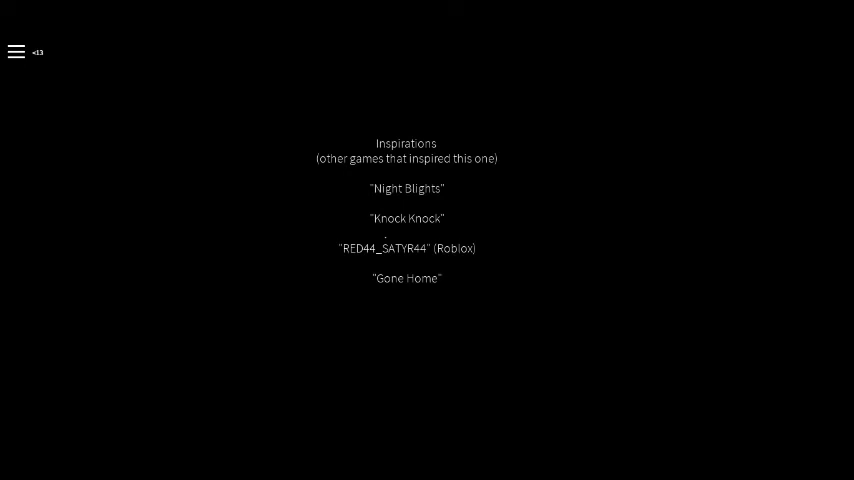 <13
Inspirations
(other games that inspired this one)
"Night Blights"
"Knock Knock"
"RED44_SATYR44" (Roblox)
"Gone Home"